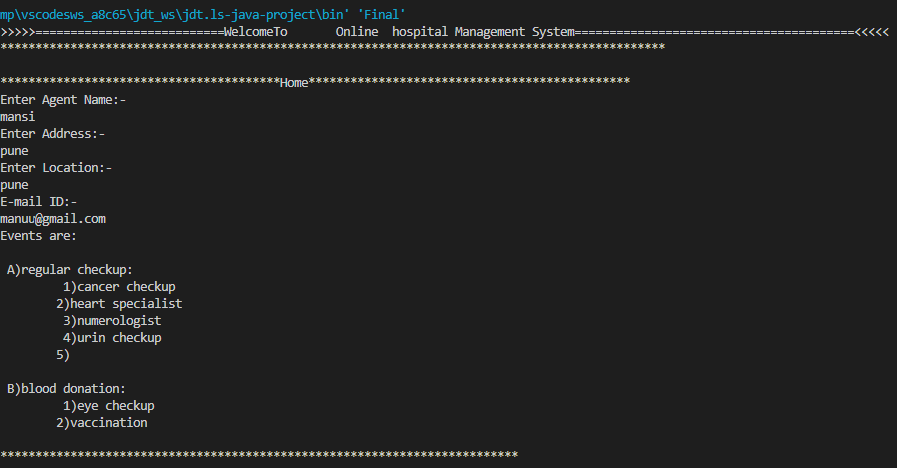 mp\vscodesws_a8c65\jdt_ws\jdt.ls-java-project\bin' 'Final'
>>>>>===========================WelcomeTo       Online  hospital Management System========================================<<<<<
***********************************************************************************************

****************************************Home**********************************************
Enter Agent Name:-
mansi
Enter Address:-
pune
Enter Location:-
pune
E-mail ID:-
manuu@gmail.com
Events are:

 A)regular checkup:
         1)cancer checkup
        2)heart specialist
         3)numerologist
         4)urin checkup
        5)

 B)blood donation:
         1)eye checkup
        2)vaccination

**************************************************************************